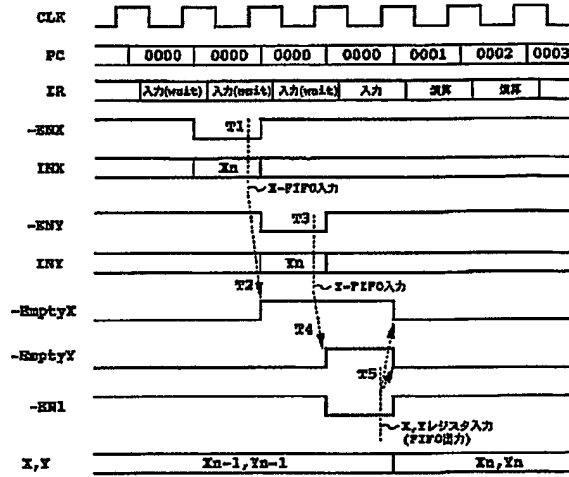 CLK
PC 0000 0000 0000 0000 0001 0002 0003
IR 入力(wait) 入力(wait) 入力(wait) 入力 演算 演算
-ENX T1
INX Xn
X-FIFO入力
-ENY T3
INY Yn
T2 X-FIFO入力
-EmptyX
T4
-EmptyY
T5
-EN1
X,Yレジスタ入力
(FIFO出力)
X,Y Xn-1,Yn-1 Xn,Yn